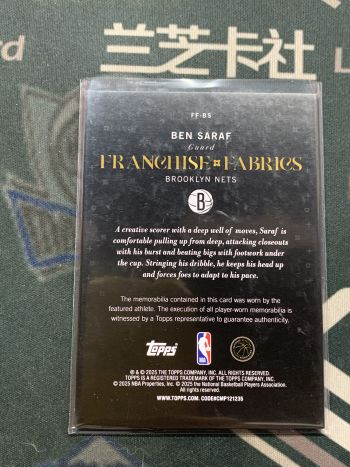 兰芝卡社
FF-BS
BEN SARAF
Guard
FRANCHISE FABRICS
BROOKLYN NETS
B
A creative scorer with a deep well of moves, Saraf is
comfortable pulling up from deep, attacking closeouts
with his burst and beating bigs with footwork under
the cup. Stringing his dribble, he keeps his head up
and forces foes to adapt to his pace.
The memorabilia contained in this card was worn by the
featured athlete. The execution of all player-worn memorabilia is
witnessed by a Topps representative to guarantee authenticity.
Topps
NBA
® & © 2025 THE TOPPS COMPANY, INC. ALL RIGHTS RESERVED.
TOPPS IS A REGISTERED TRADEMARK OF THE TOPPS COMPANY, INC.
© 2025 NBA Properties, Inc. © 2025 the National Basketball Players Association.
All rights reserved.
WWW.TOPPS.COM. CODE#CMP121235